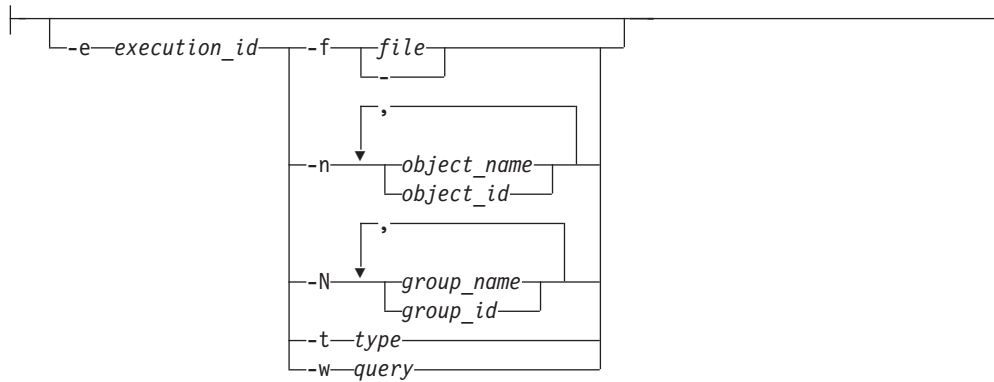 -e execution_id -f file
-
,
-n object_name
object_id
,
-N group_name
group_id
-t type
-w query